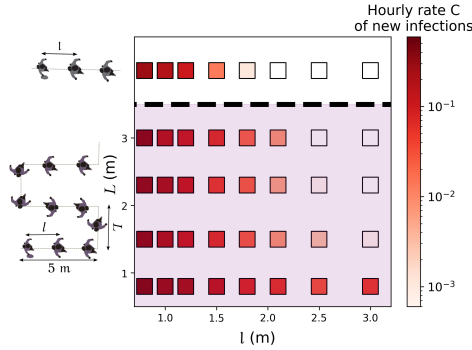 Hourly rate C
of new infections
l
l
L
5 m
L (m)
3
2
1
1.0
1.5
2.0
2.5
3.0
l (m)
10⁻¹
10⁻²
10⁻³